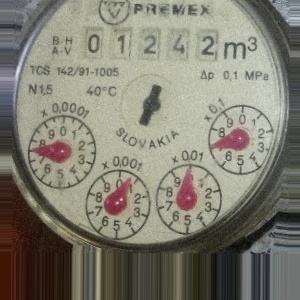 PREMEX
B H
A V
01242 m³
TCS 142/91-1005 Δp 0,1 MPa
N1,5 40°C
x 0,0001 x 0,001 x 0,01 x 0,1
SLOVAKIA